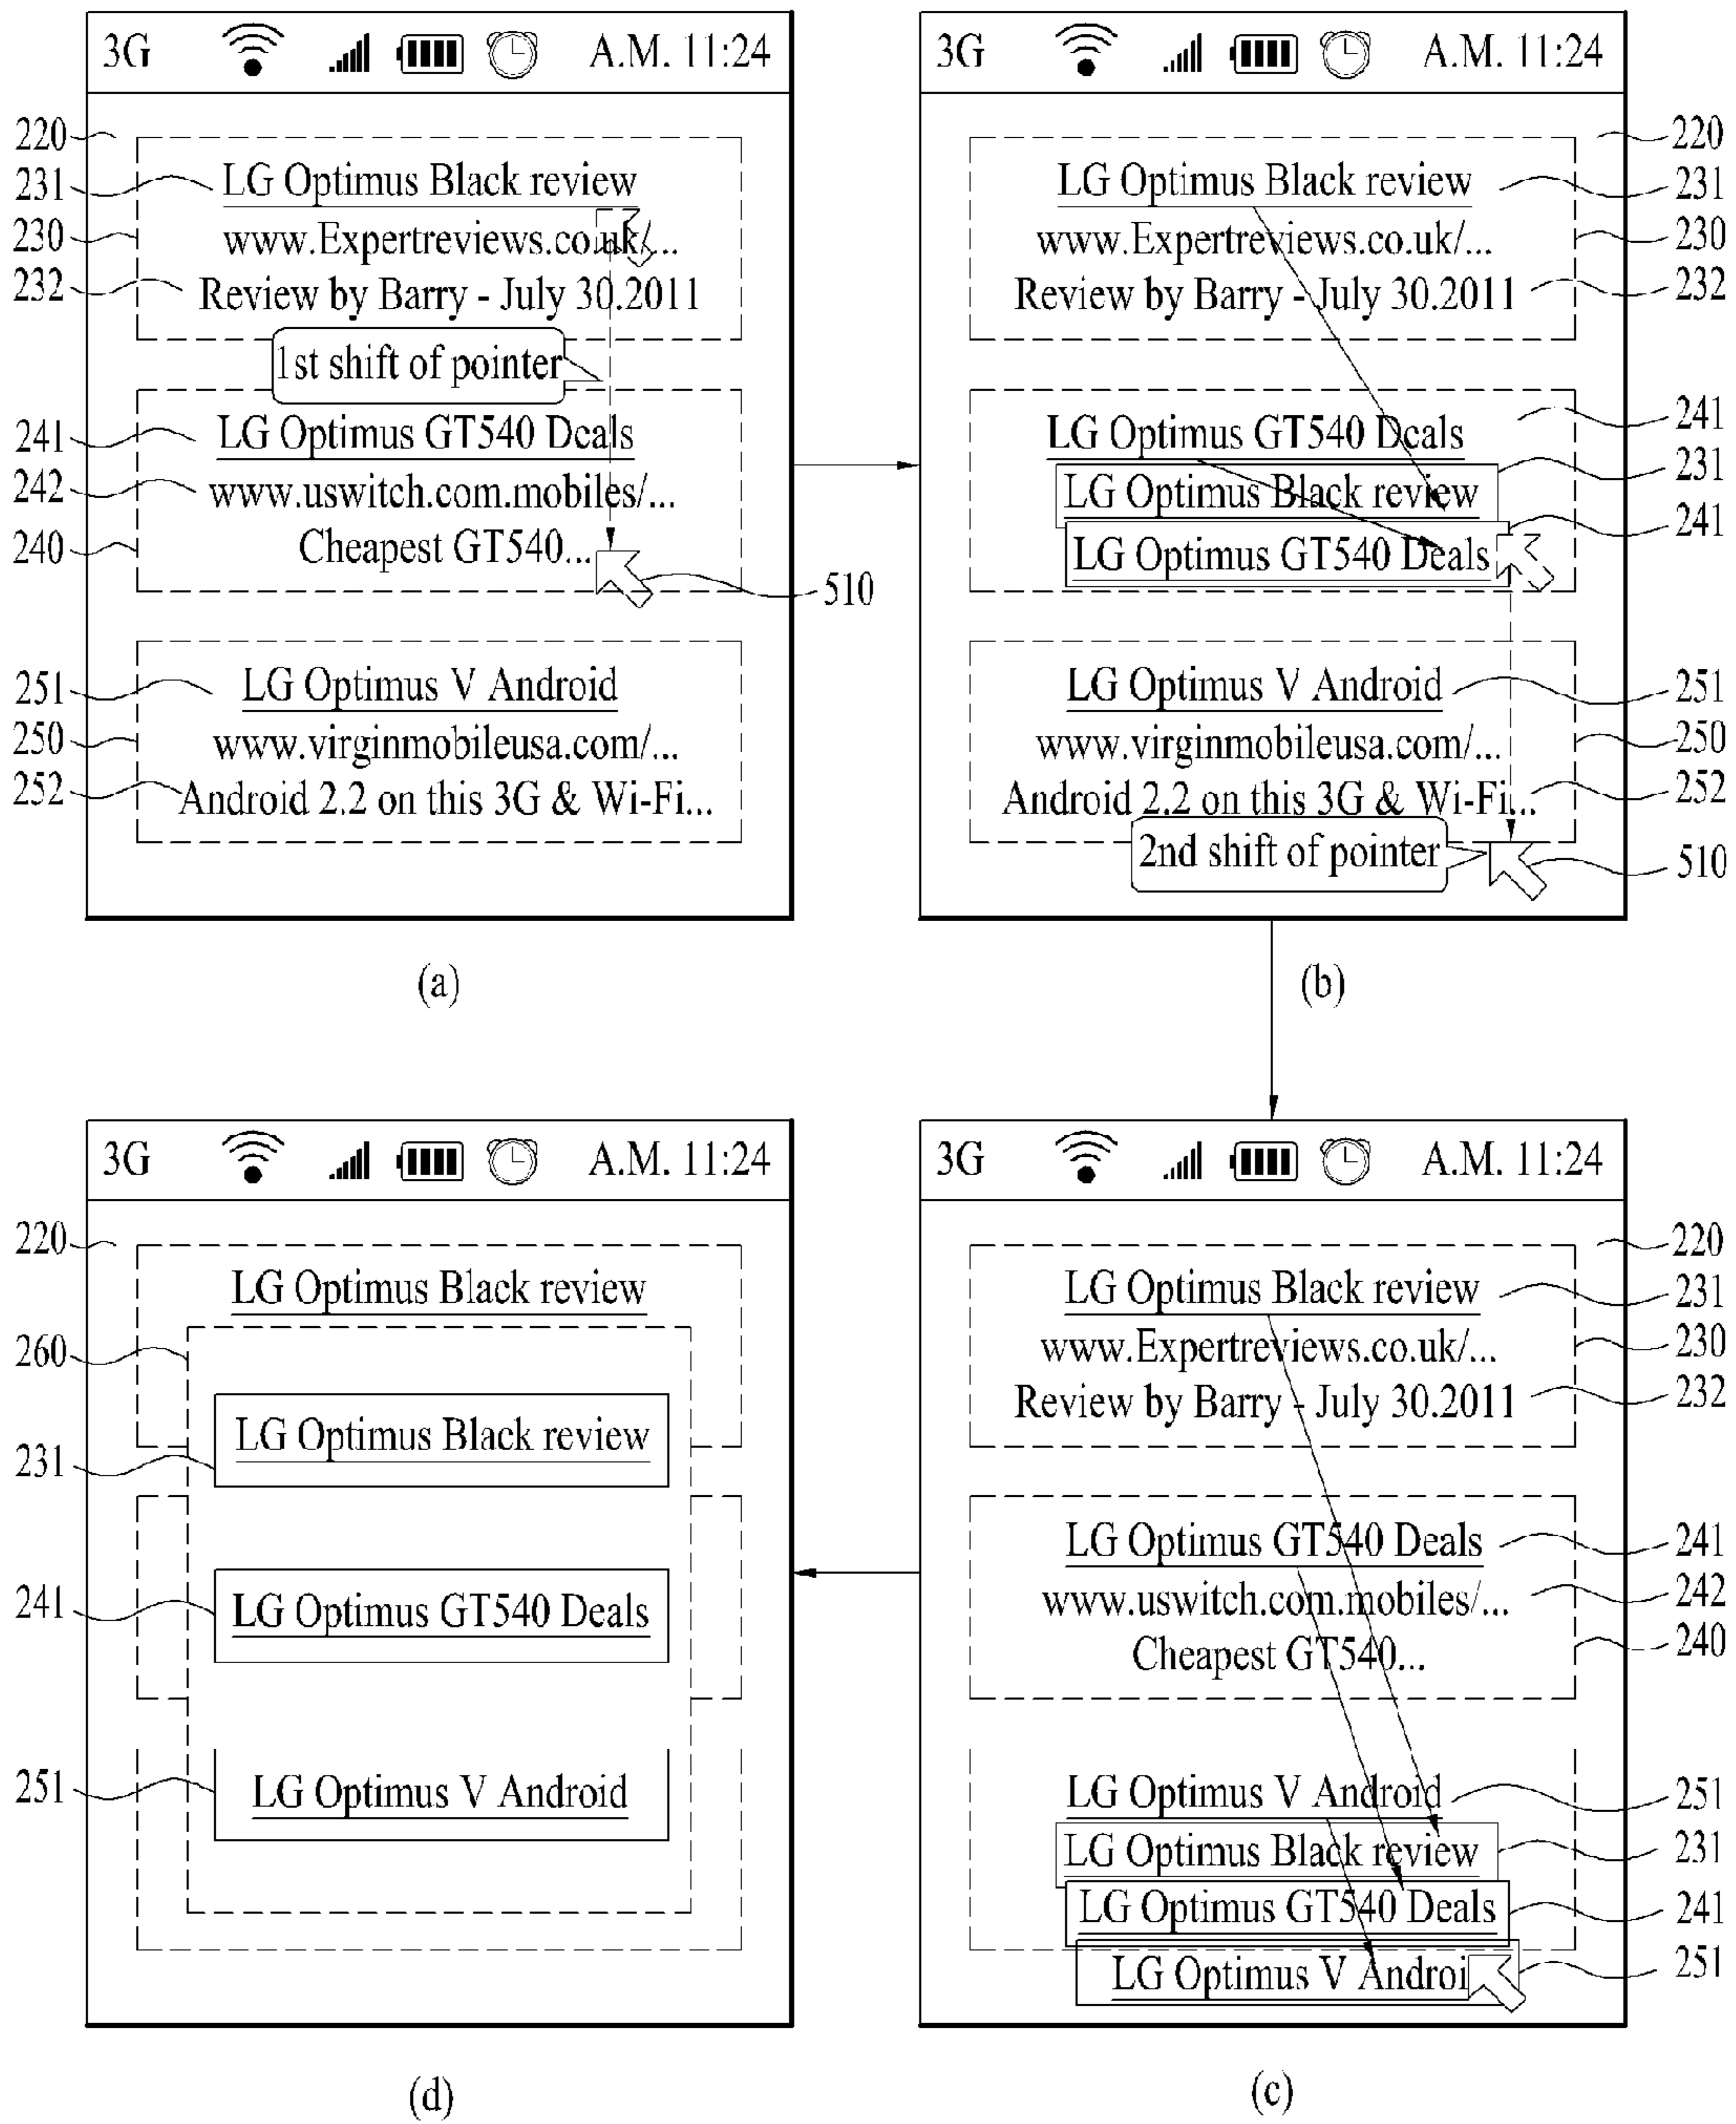 3G A.M. 11:24
220
231 LG Optimus Black review
230 www.Expertreviews.co.uk/...
232 Review by Barry - July 30.2011
1st shift of pointer
241 LG Optimus GT540 Deals
242 www.uswitch.com.mobiles/...
240 Cheapest GT540...
510
251 LG Optimus V Android
250 www.virginmobileusa.com/...
252 Android 2.2 on this 3G & Wi-Fi...
(a)
3G A.M. 11:24
220
LG Optimus Black review 231
www.Expertreviews.co.uk/... 230
Review by Barry - July 30.2011 232
LG Optimus GT540 Deals 241
LG Optimus Black review 231
LG Optimus GT540 Deals 241
LG Optimus V Android 251
www.virginmobileusa.com/... 250
Android 2.2 on this 3G & Wi-Fi... 252
2nd shift of pointer 510
(b)
3G A.M. 11:24
220
LG Optimus Black review
260
LG Optimus Black review
231
241 LG Optimus GT540 Deals
251 LG Optimus V Android
(d)
3G A.M. 11:24
220
LG Optimus Black review 231
www.Expertreviews.co.uk/... 230
Review by Barry - July 30.2011 232
LG Optimus GT540 Deals 241
www.uswitch.com.mobiles/... 242
Cheapest GT540... 240
LG Optimus V Android 251
LG Optimus Black review 231
LG Optimus GT540 Deals 241
LG Optimus V Androi 251
(c)